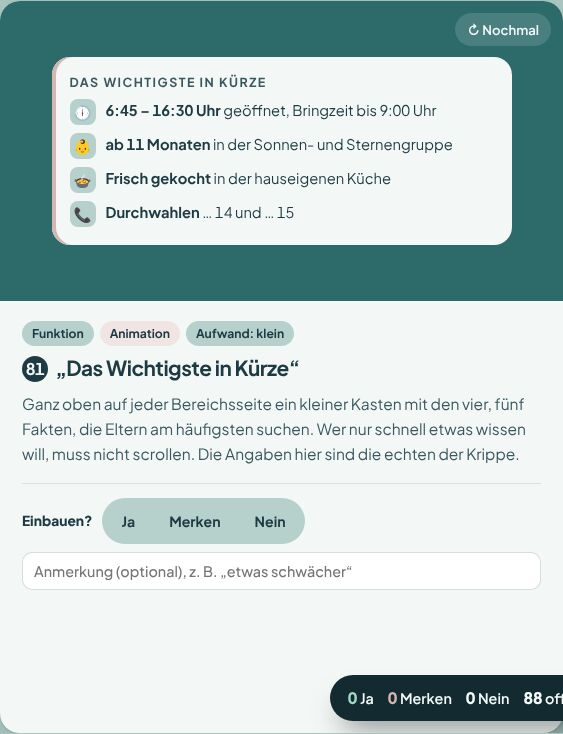 Nochmal
DAS WICHTIGSTE IN KÜRZE
6:45 – 16:30 Uhr geöffnet, Bringzeit bis 9:00 Uhr
ab 11 Monaten in der Sonnen- und Sternengruppe
Frisch gekocht in der hauseigenen Küche
Durchwahlen … 14 und … 15
Funktion Animation Aufwand: klein
81 „Das Wichtigste in Kürze“
Ganz oben auf jeder Bereichsseite ein kleiner Kasten mit den vier, fünf
Fakten, die Eltern am häufigsten suchen. Wer nur schnell etwas wissen
will, muss nicht scrollen. Die Angaben hier sind die echten der Krippe.
Einbauen? Ja Merken Nein
Anmerkung (optional), z. B. „etwas schwächer“
0 Ja 0 Merken 0 Nein 88